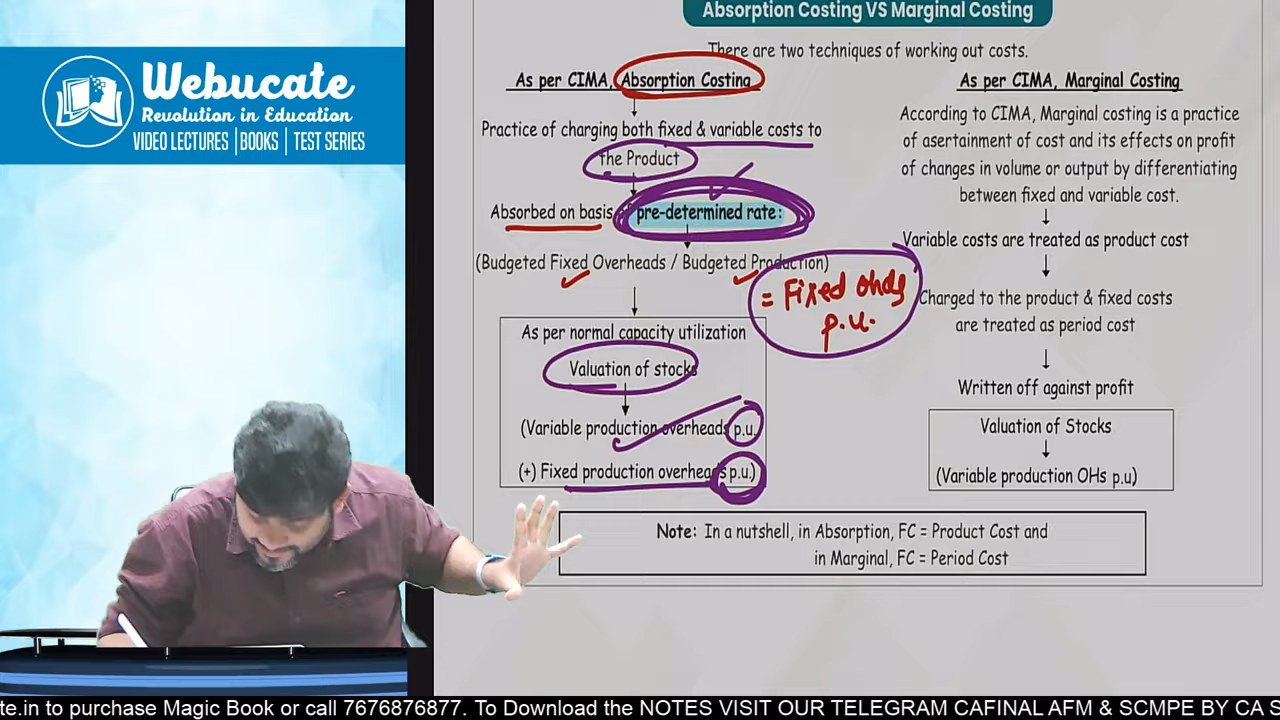 Webucate
Revolution in Education
VIDEO LECTURES | BOOKS | TEST SERIES
Absorption Costing VS Marginal Costing
There are two techniques of working out costs.
As per CIMA, Absorption Costing
Practice of charging both fixed & variable costs to
the Product
Absorbed on basis pre-determined rate:
(Budgeted Fixed Overheads / Budgeted Production)
= Fixed ohds
p.u.
As per normal capacity utilization
Valuation of stocks
(Variable production overheads p.u.
(+) Fixed production overheads p.u.)
As per CIMA, Marginal Costing
According to CIMA, Marginal costing is a practice
of asertainment of cost and its effects on profit
of changes in volume or output by differentiating
between fixed and variable cost.
Variable costs are treated as product cost
Charged to the product & fixed costs
are treated as period cost
Written off against profit
Valuation of Stocks
(Variable production OHs p.u)
Note: In a nutshell, in Absorption, FC = Product Cost and
in Marginal, FC = Period Cost
te.in to purchase Magic Book or call 7676876877. To Download the NOTES VISIT OUR TELEGRAM CAFINAL AFM & SCMPE BY CA S